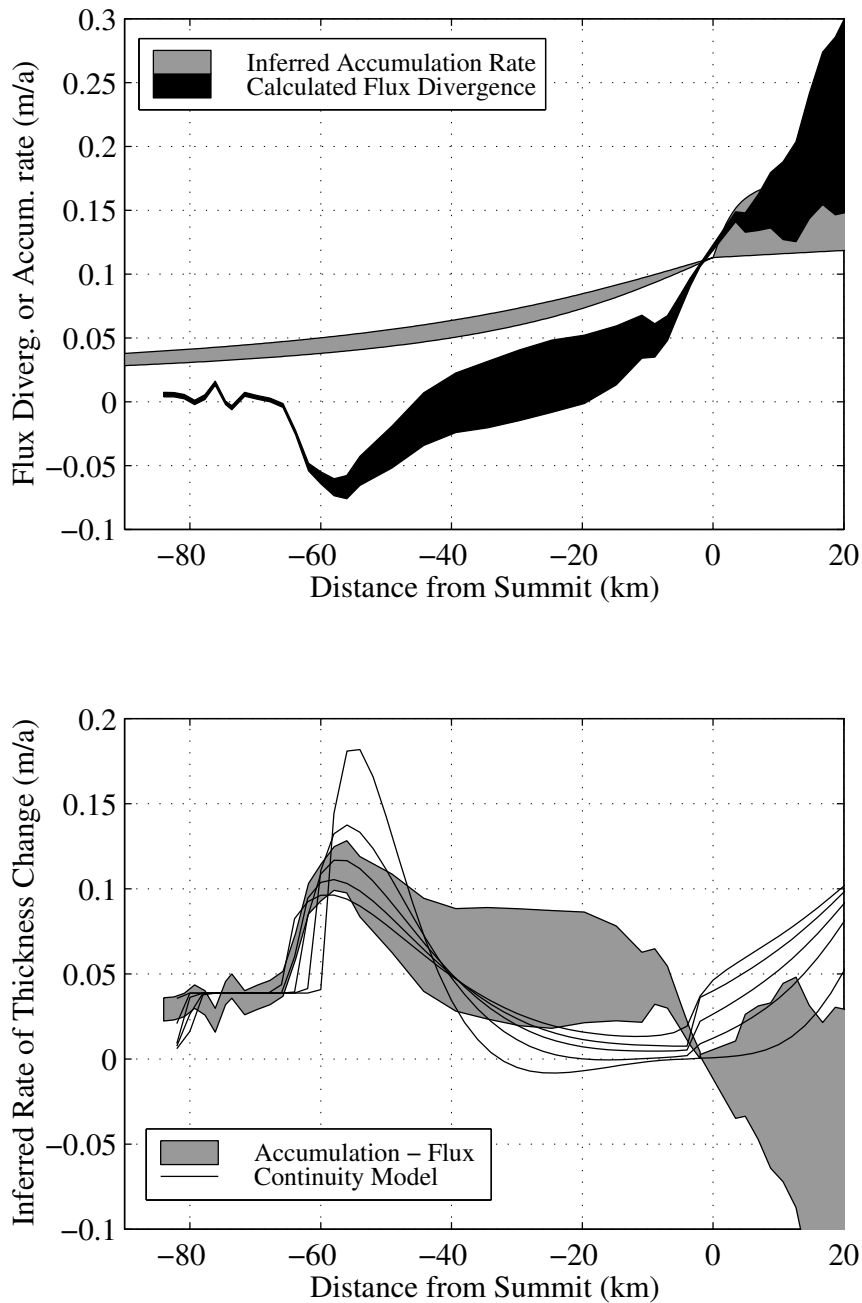 0.3
Inferred Accumulation Rate
Calculated Flux Divergence
0.25
0.2
0.15
0.1
0.05
0
−0.05
−0.1
Flux Diverg. or Accum. rate (m/a)
−80 −60 −40 −20 0 20
Distance from Summit (km)
0.2
0.15
0.1
0.05
0
−0.05
−0.1
Inferred Rate of Thickness Change (m/a)
Accumulation − Flux
Continuity Model
−80 −60 −40 −20 0 20
Distance from Summit (km)